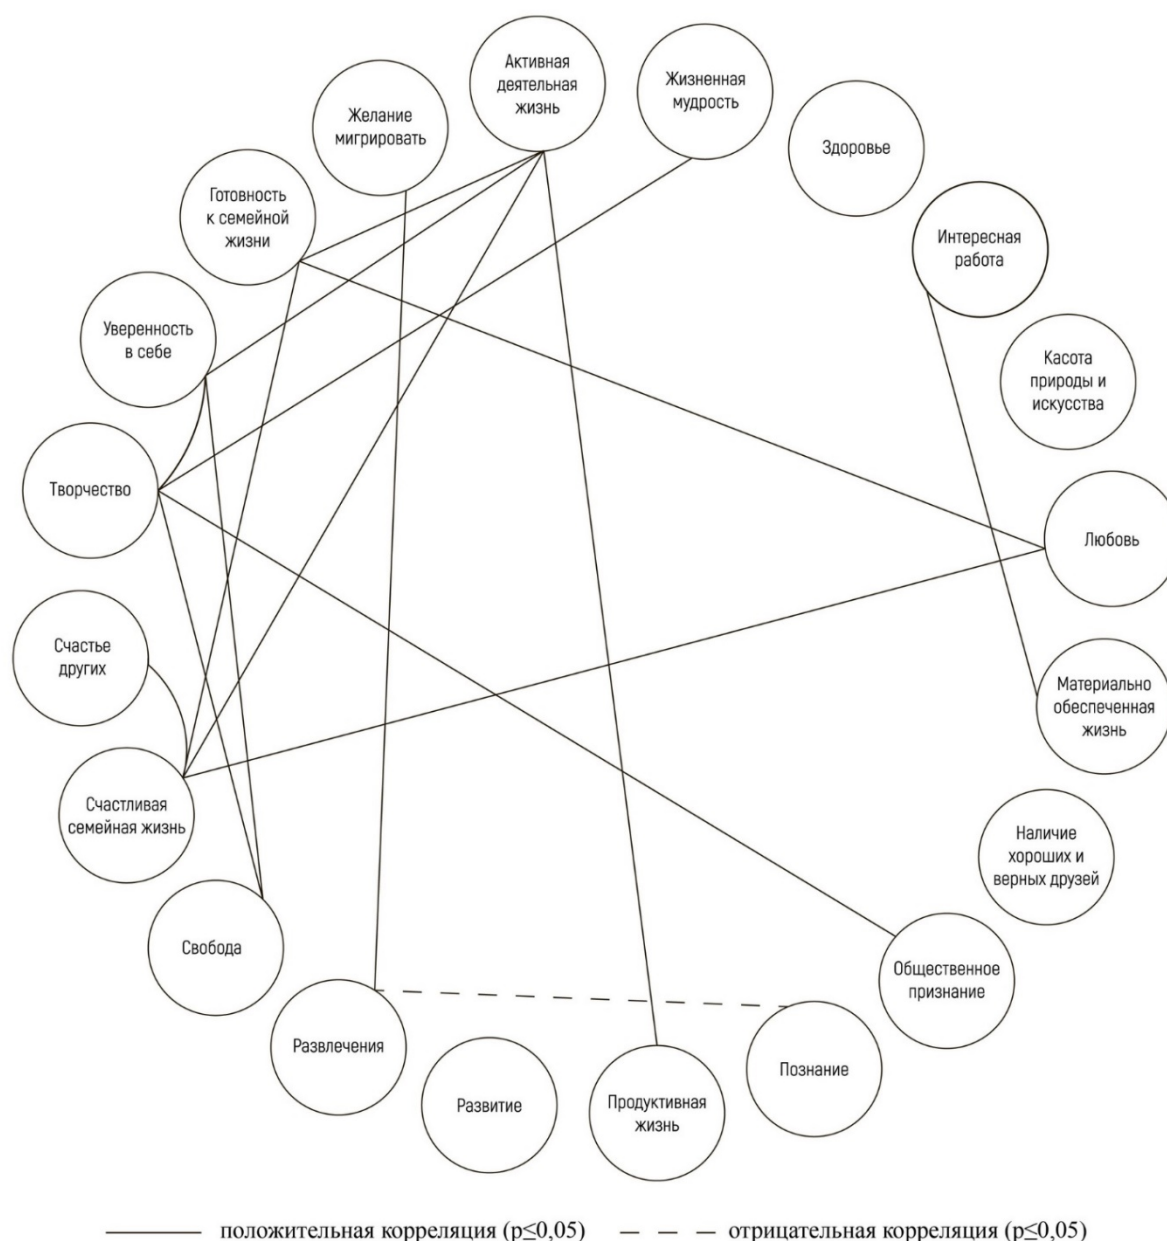 Активная
деятельная
жизнь
Жизненная
мудрость
Здоровье
Интересная
работа
Касота
природы и
искусства
Любовь
Материально
обеспеченная
жизнь
Наличие
хороших и
верных друзей
Общественное
признание
Познание
Продуктивная
жизнь
Развитие
Развлечения
Свобода
Счастливая
семейная жизнь
Счастье
других
Творчество
Уверенность
в себе
Готовность
к семейной
жизни
Желание
мигрировать
положительная корреляция (p≤0,05)
отрицательная корреляция (p≤0,05)